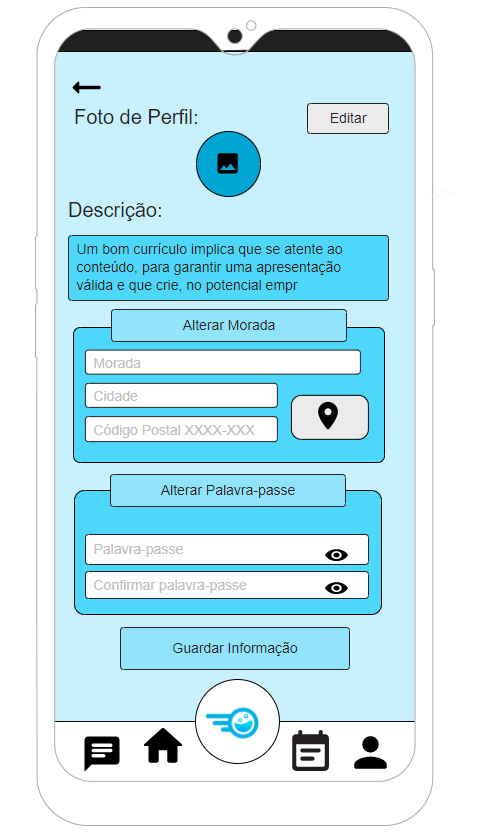 Foto de Perfil:
Editar
Descrição:
Um bom currículo implica que se atente ao
conteúdo, para garantir uma apresentação
válida e que crie, no potencial empr
Alterar Morada
Morada
Cidade
Código Postal XXXX-XXX
Alterar Palavra-passe
Palavra-passe
Confirmar palavra-passe
Guardar Informação